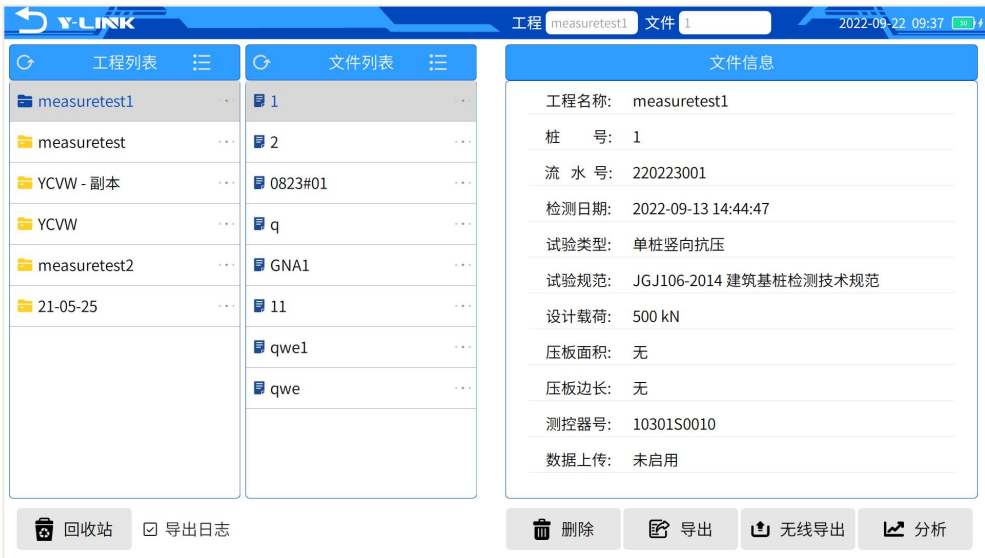 Y-LINK 工程 measuretest1 文件 1 2022-09-22 09:37 50
工程列表
measuretest1
measuretest
YCVW - 副本
YCVW
measuretest2
21-05-25
文件列表
1
2
0823#01
q
GNA1
11
qwe1
qwe
文件信息
工程名称: measuretest1
桩 号: 1
流 水 号: 220223001
检测日期: 2022-09-13 14:44:47
试验类型: 单桩竖向抗压
试验规范: JGJ106-2014 建筑基桩检测技术规范
设计载荷: 500 kN
压板面积: 无
压板边长: 无
测控器号: 10301S0010
数据上传: 未启用
回收站 导出日志 删除 导出 无线导出 分析